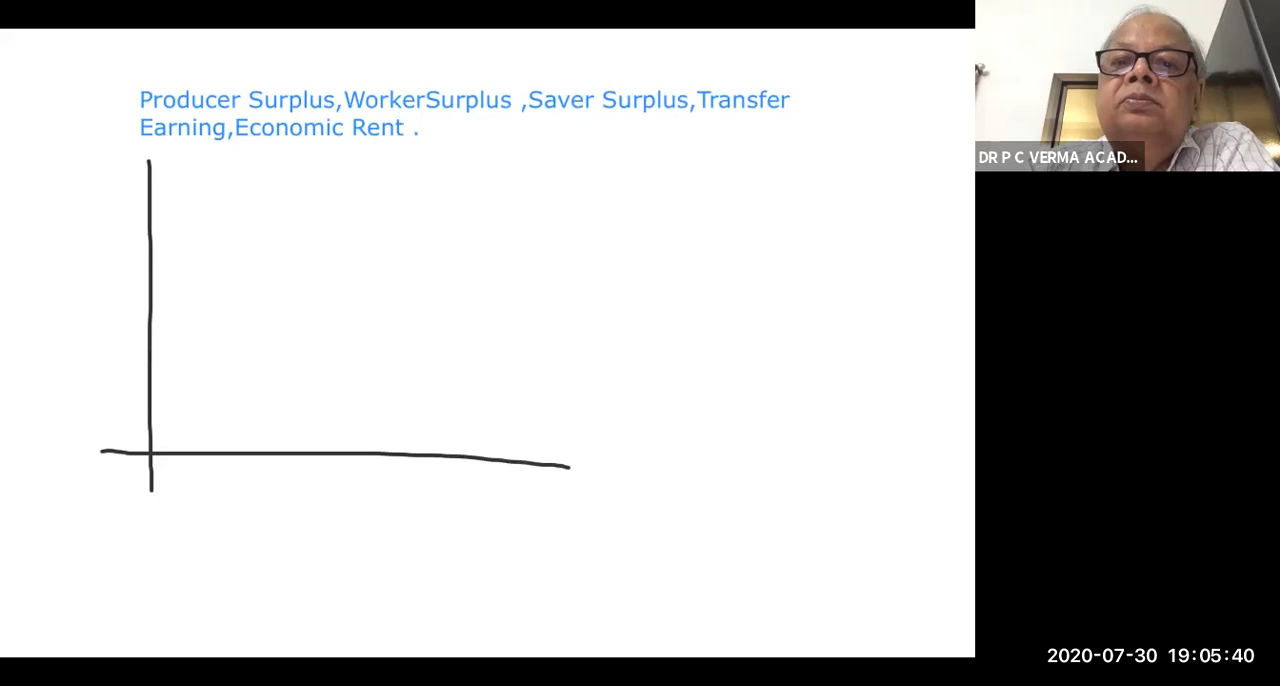 Producer Surplus,WorkerSurplus ,Saver Surplus,Transfer
Earning,Economic Rent .
DR P C VERMA ACAD...
2020-07-30 19:05:40